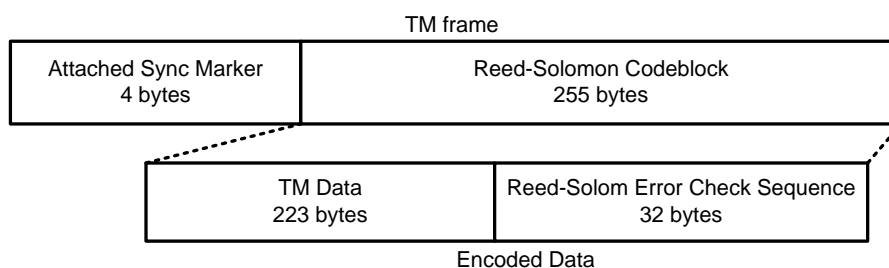 TM frame
Attached Sync Marker
4 bytes
Reed-Solomon Codeblock
255 bytes
TM Data
223 bytes
Reed-Solom Error Check Sequence
32 bytes
Encoded Data